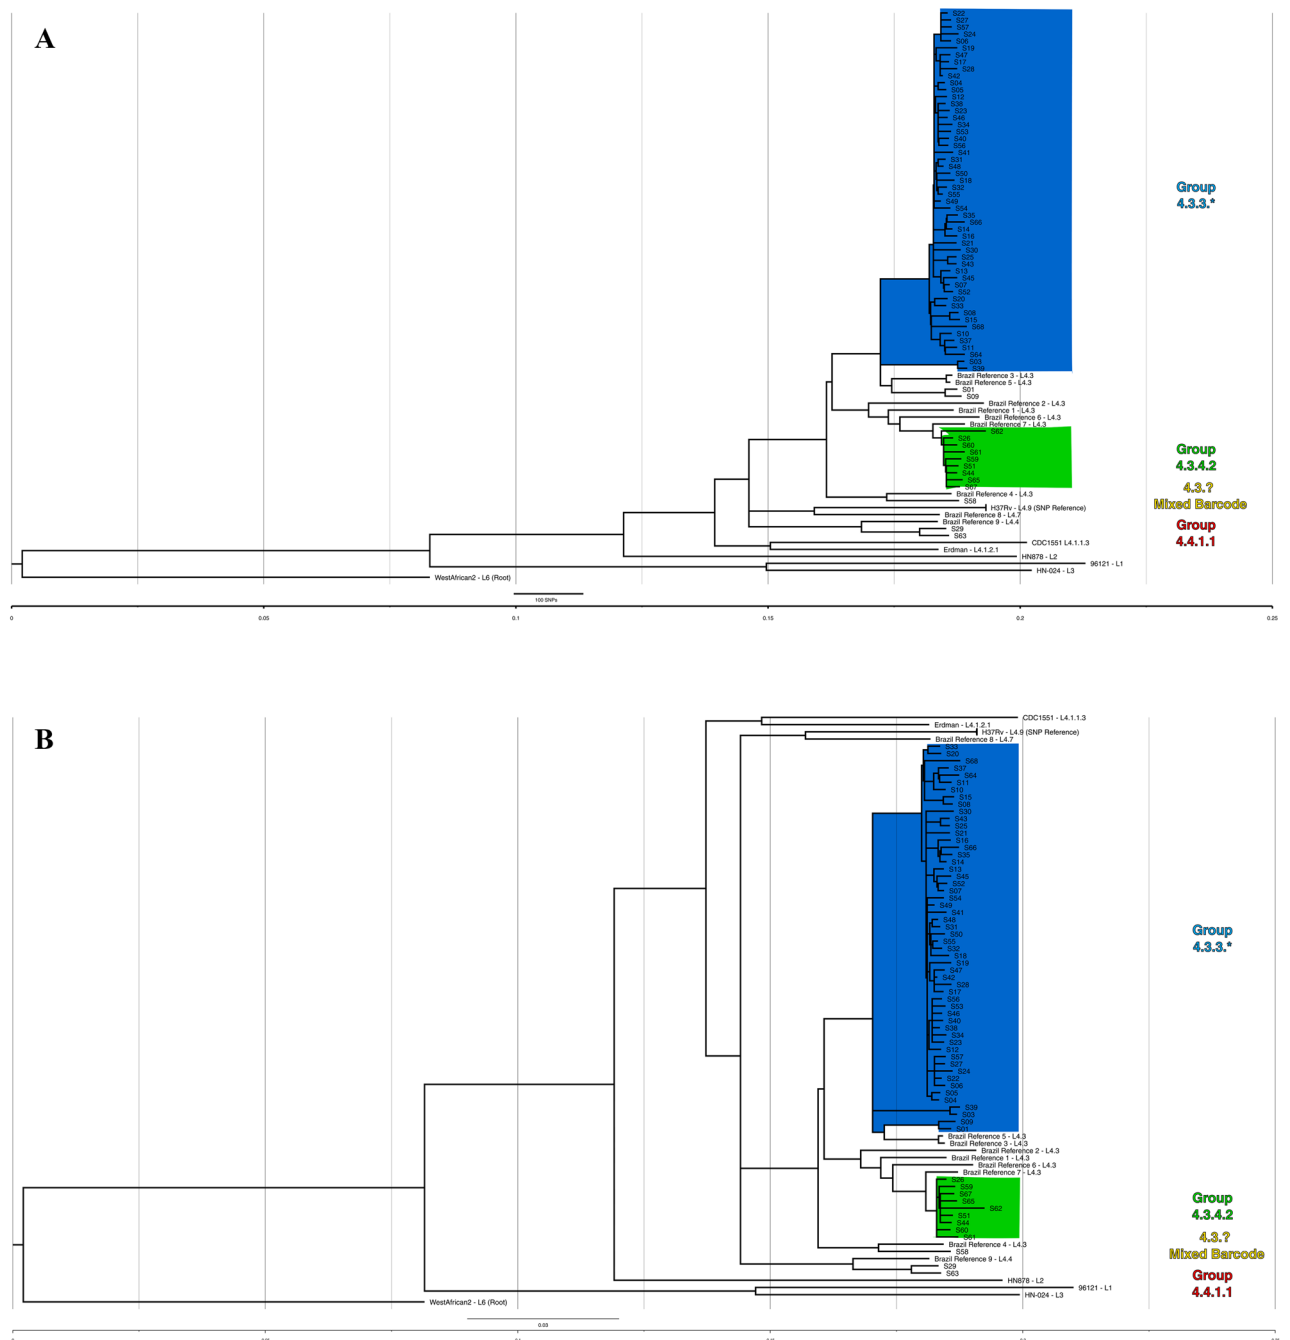 A
S22
S27
S57
S24
S06
S19
S47
S17
S28
S42
S04
S05
S12
S38
S23
S46
S34
S53
S40
S56
S41
S31
S48
S50
S18
S32
S55
S49
S54
S35
S66
S14
S16
S21
S30
S25
S43
S13
S45
S07
S52
S20
S33
S08
S15
S68
S10
S37
S11
S64
S03
S39
Brazil Reference 3 - L4.3
Brazil Reference 5 - L4.3
S01
S09
Brazil Reference 2 - L4.3
Brazil Reference 1 - L4.3
Brazil Reference 6 - L4.3
Brazil Reference 7 - L4.3
S62
S26
S60
S61
S59
S51
S44
S65
S67
Brazil Reference 4 - L4.3
S58
H37Rv - L4.9 (SNP Reference)
Brazil Reference 8 - L4.7
Brazil Reference 9 - L4.4
S29
S63
CDC1551 L4.1.1.3
Erdman - L4.1.2.1
HN878 - L2
96121 - L1
HN-024 - L3
WestAfrican2 - L6 (Root)
Group
4.3.3.*
Group
4.3.4.2
4.3.?
Mixed Barcode
Group
4.4.1.1
100 SNPs
0 0.05 0.1 0.15 0.2 0.25
B
CDC1551 - L4.1.1.3
Erdman - L4.1.2.1
H37Rv - L4.9 (SNP Reference)
Brazil Reference 8 - L4.7
S33
S20
S68
S37
S64
S11
S10
S15
S08
S30
S43
S25
S21
S16
S66
S35
S14
S13
S45
S52
S07
S54
S49
S41
S48
S31
S50
S55
S32
S18
S19
S47
S42
S28
S17
S56
S53
S46
S40
S38
S34
S23
S12
S57
S27
S24
S22
S06
S05
S04
S39
S03
S09
S01
Brazil Reference 5 - L4.3
Brazil Reference 3 - L4.3
Brazil Reference 2 - L4.3
Brazil Reference 1 - L4.3
Brazil Reference 6 - L4.3
Brazil Reference 7 - L4.3
S26
S59
S67
S65
S62
S51
S44
S60
S61
Brazil Reference 4 - L4.3
S58
Brazil Reference 9 - L4.4
S29
S63
HN878 - L2
96121 - L1
HN-024 - L3
WestAfrican2 - L6 (Root)
Group
4.3.3.*
Group
4.3.4.2
4.3.?
Mixed Barcode
Group
4.4.1.1
0.03